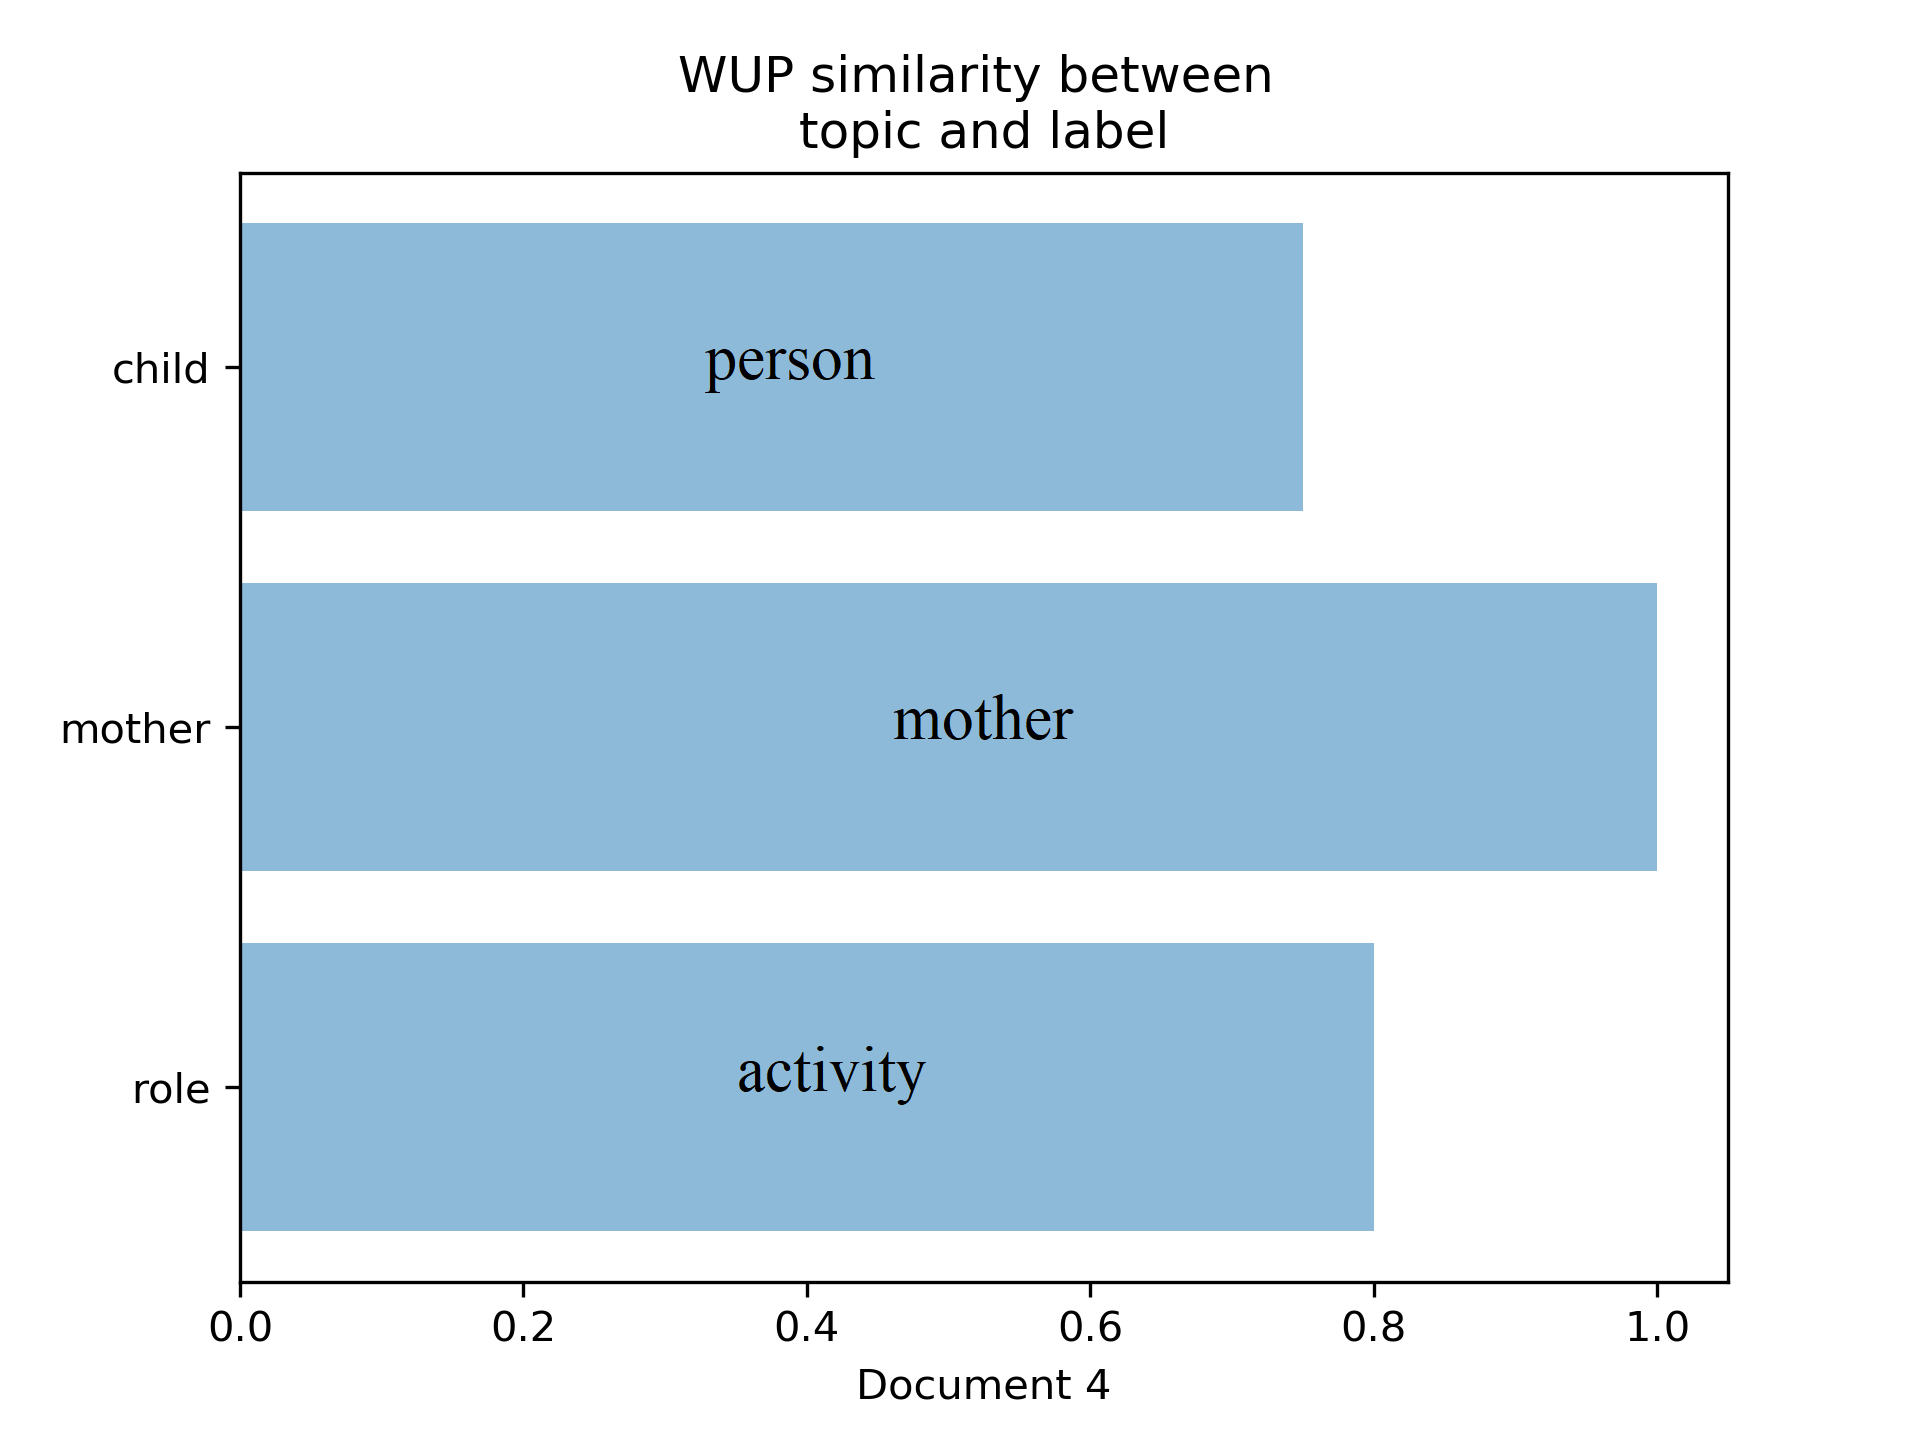 WUP similarity between
topic and label
child
person
mother
mother
role
activity
0.0 0.2 0.4 0.6 0.8 1.0
Document 4